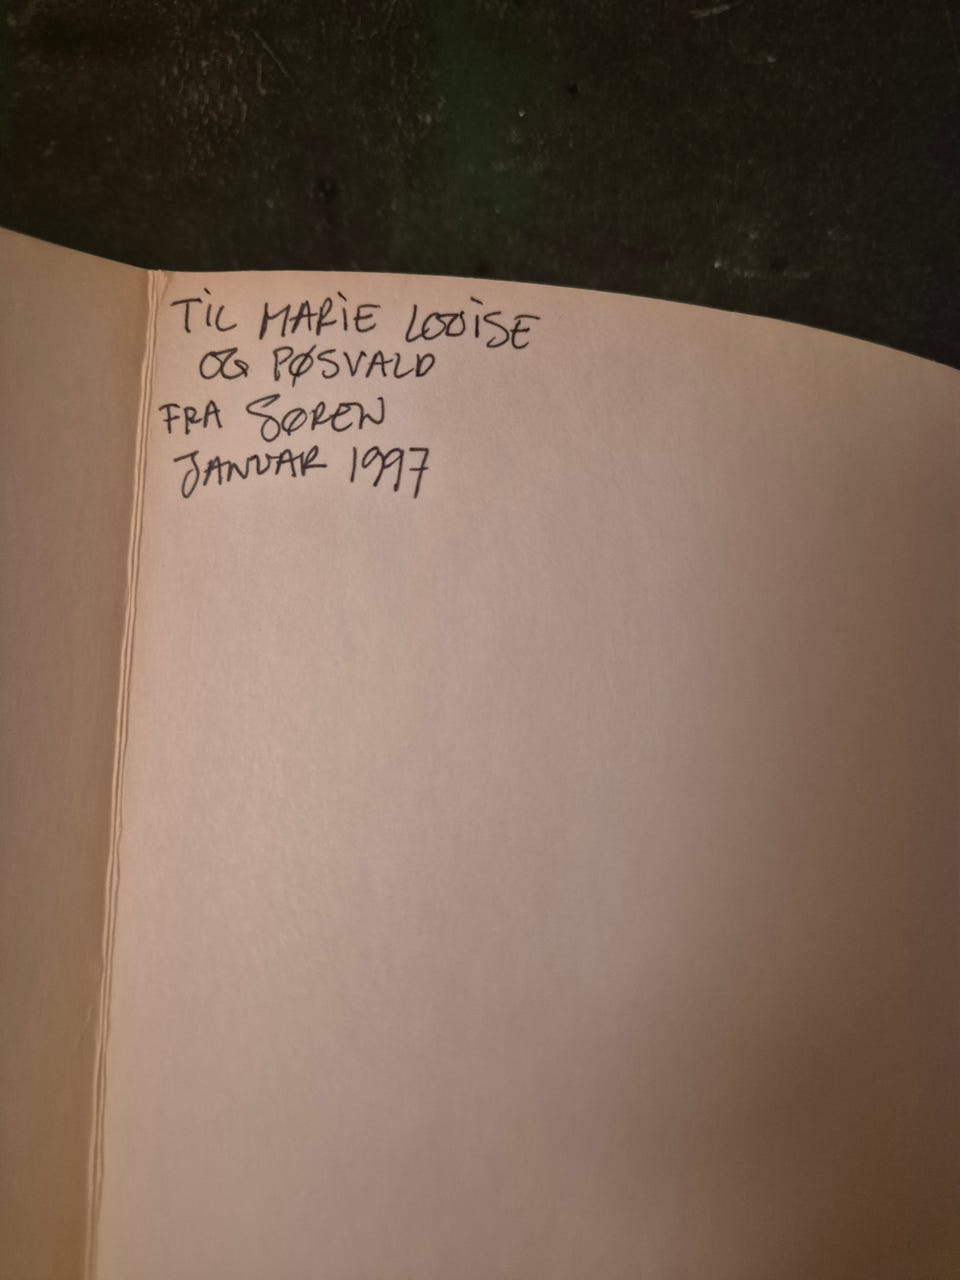 TIL MARIE LOUISE
OG PØSVALD
FRA SØREN
JANUAR 1997